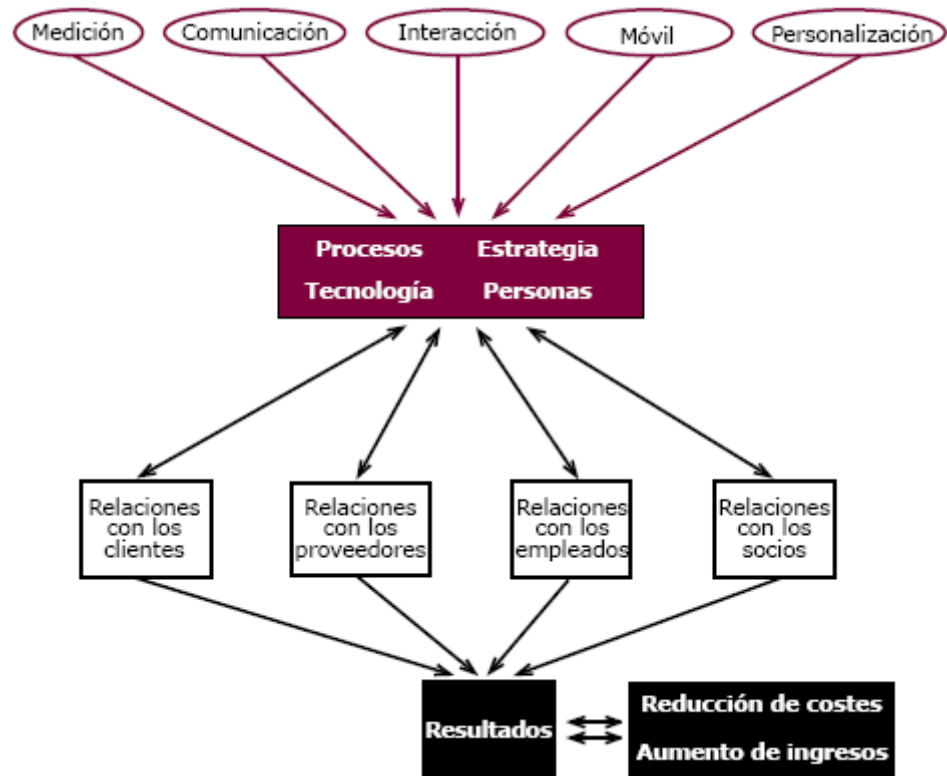 Medición
Comunicación
Interacción
Móvil
Personalización
Procesos Estrategia
Tecnología Personas
Relaciones
con los
clientes
Relaciones
con los
proveedores
Relaciones
con los
empleados
Relaciones
con los
socios
Resultados
Reducción de costes
Aumento de ingresos